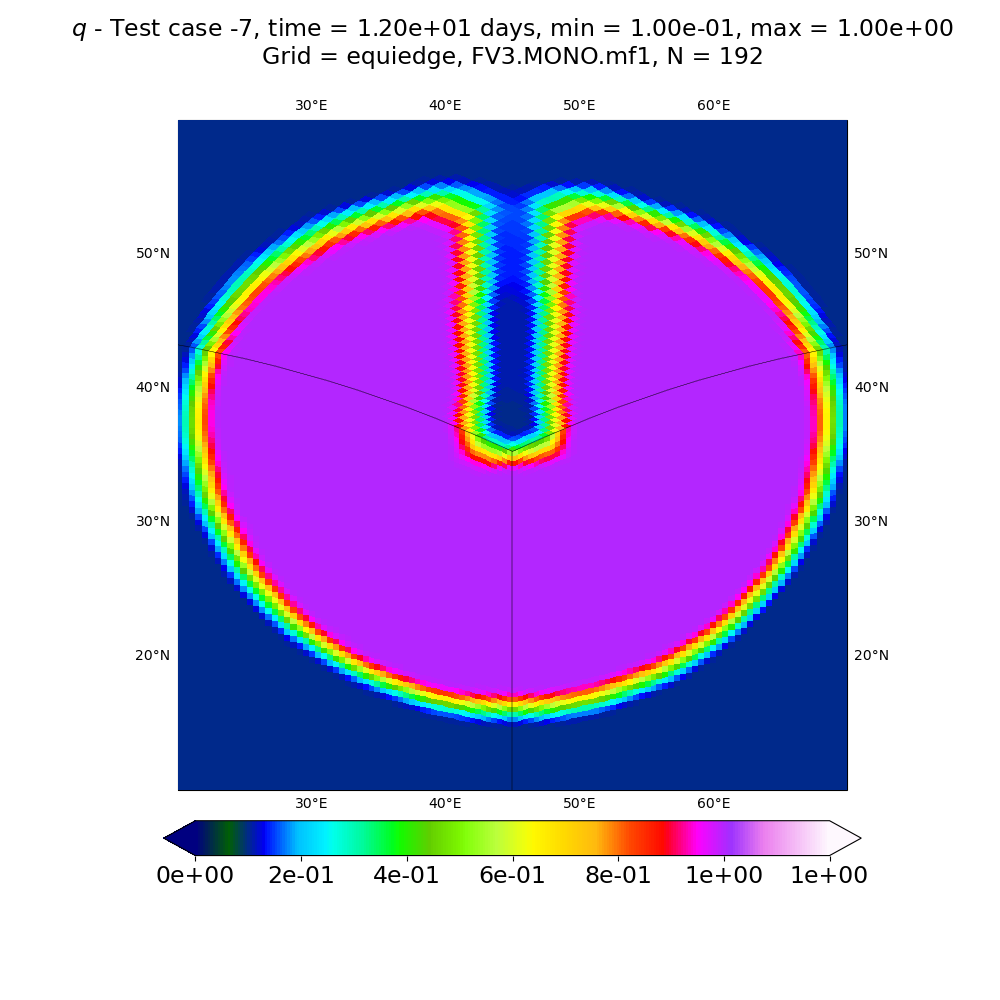 q - Test case -7, time = 1.20e+01 days, min = 1.00e-01, max = 1.00e+00
Grid = equiedge, FV3.MONO.mf1, N = 192
30°E 40°E 50°E 60°E
50°N 50°N
40°N 40°N
30°N 30°N
20°N 20°N
30°E 40°E 50°E 60°E
0e+00 2e-01 4e-01 6e-01 8e-01 1e+00 1e+00